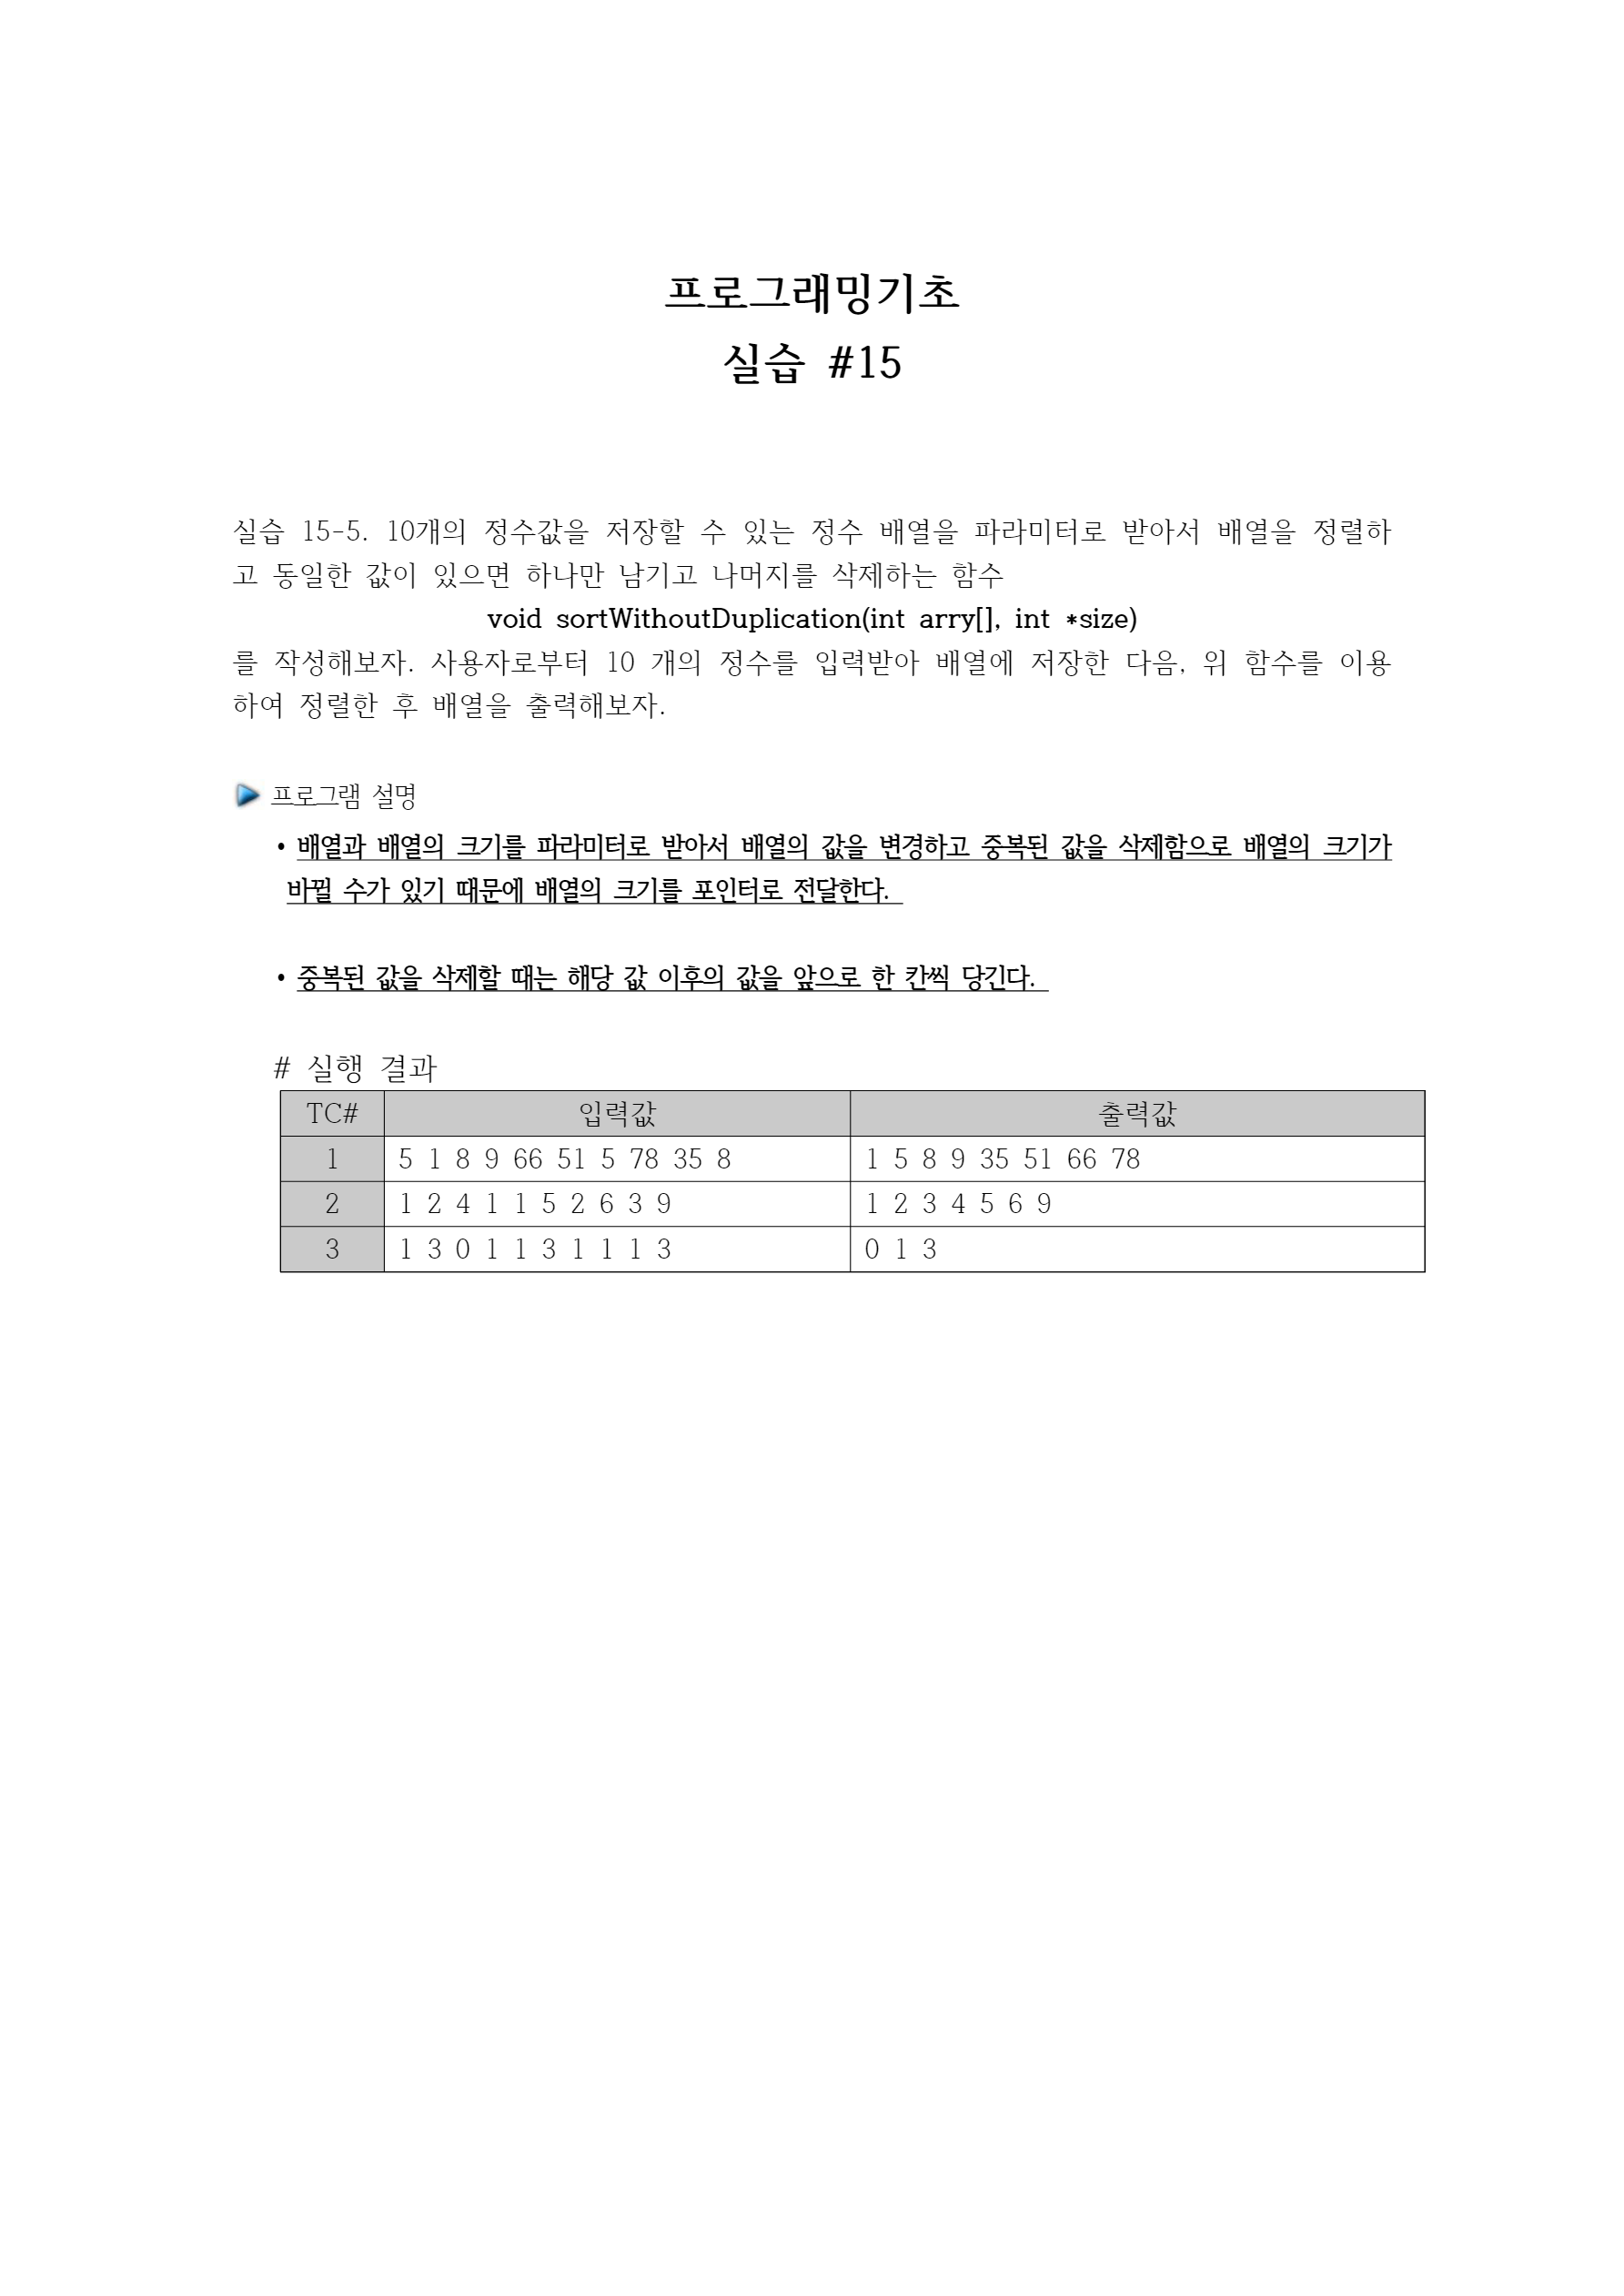 프로그래밍기초
실습 #15
실습 15-5. 10개의 정수값을 저장할 수 있는 정수 배열을 파라미터로 받아서 배열을 정렬하
고 동일한 값이 있으면 하나만 남기고 나머지를 삭제하는 함수
void sortWithoutDuplication(int arry[], int *size)
를 작성해보자. 사용자로부터 10 개의 정수를 입력받아 배열에 저장한 다음, 위 함수를 이용
하여 정렬한 후 배열을 출력해보자.
프로그램 설명
• 배열과 배열의 크기를 파라미터로 받아서 배열의 값을 변경하고 중복된 값을 삭제함으로 배열의 크기가
바뀔 수가 있기 때문에 배열의 크기를 포인터로 전달한다.
• 중복된 값을 삭제할 때는 해당 값 이후의 값을 앞으로 한 칸씩 당긴다.
# 실행 결과
TC# 입력값 출력값
1 5 1 8 9 66 51 5 78 35 8 1 5 8 9 35 51 66 78
2 1 2 4 1 1 5 2 6 3 9 1 2 3 4 5 6 9
3 1 3 0 1 1 3 1 1 1 3 0 1 3